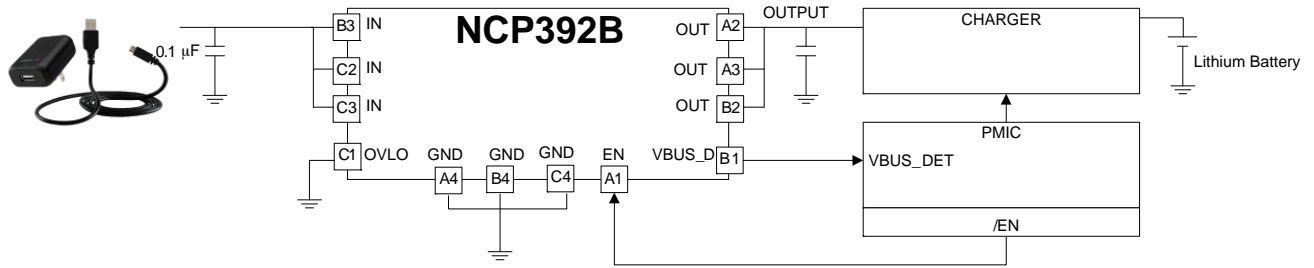 NCP392B
B3 IN
C2 IN
C3 IN
C1 OVLO
0.1 µF
GND
A4
GND
B4
GND
C4
EN
A1
OUT A2
OUT A3
OUT B2
VBUS_D B1
OUTPUT
CHARGER
Lithium Battery
PMIC
VBUS_DET
/EN